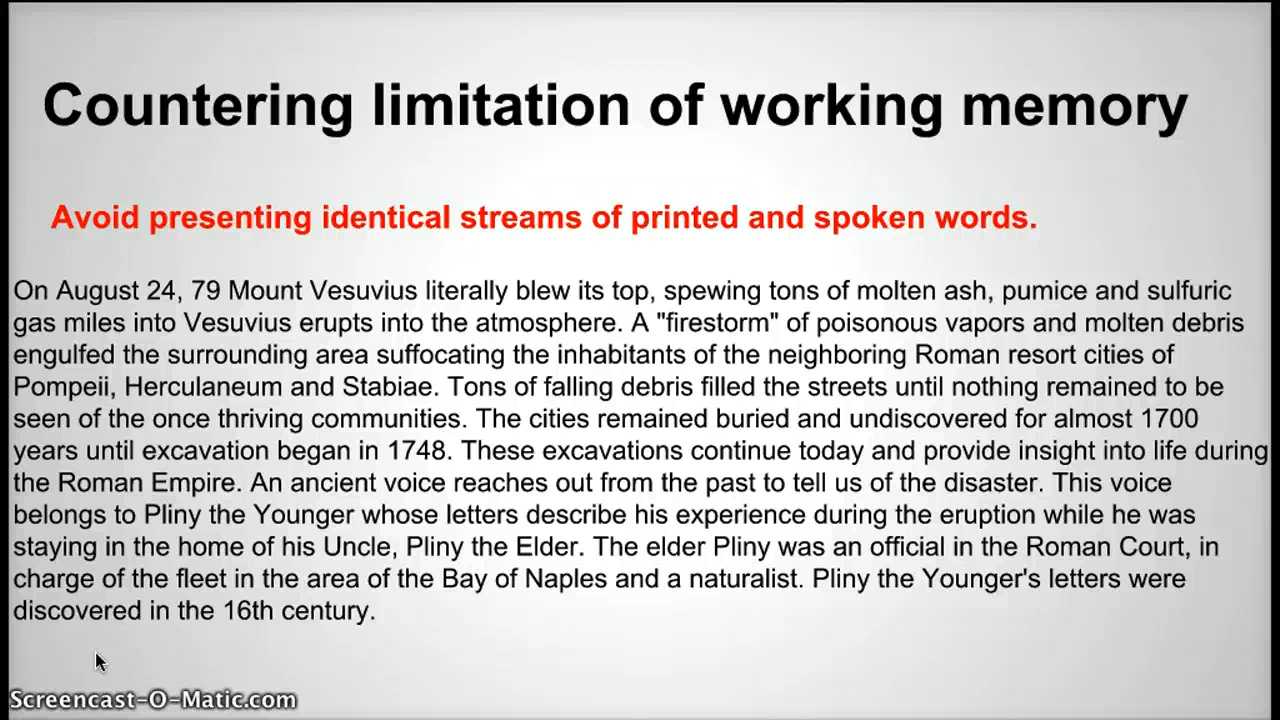 Countering limitation of working memory
Avoid presenting identical streams of printed and spoken words.
On August 24, 79 Mount Vesuvius literally blew its top, spewing tons of molten ash, pumice and sulfuric
gas miles into Vesuvius erupts into the atmosphere. A "firestorm" of poisonous vapors and molten debris
engulfed the surrounding area suffocating the inhabitants of the neighboring Roman resort cities of
Pompeii, Herculaneum and Stabiae. Tons of falling debris filled the streets until nothing remained to be
seen of the once thriving communities. The cities remained buried and undiscovered for almost 1700
years until excavation began in 1748. These excavations continue today and provide insight into life during
the Roman Empire. An ancient voice reaches out from the past to tell us of the disaster. This voice
belongs to Pliny the Younger whose letters describe his experience during the eruption while he was
staying in the home of his Uncle, Pliny the Elder. The elder Pliny was an official in the Roman Court, in
charge of the fleet in the area of the Bay of Naples and a naturalist. Pliny the Younger's letters were
discovered in the 16th century.
Screencast-O-Matic.com